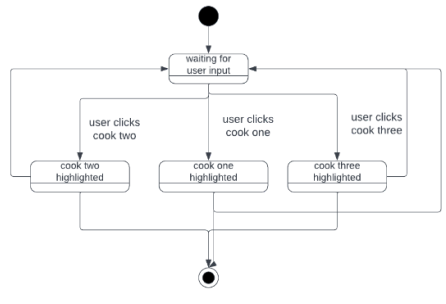 waiting for
user input
user clicks
cook two
user clicks
cook one
user clicks
cook three
cook two
highlighted
cook one
highlighted
cook three
highlighted